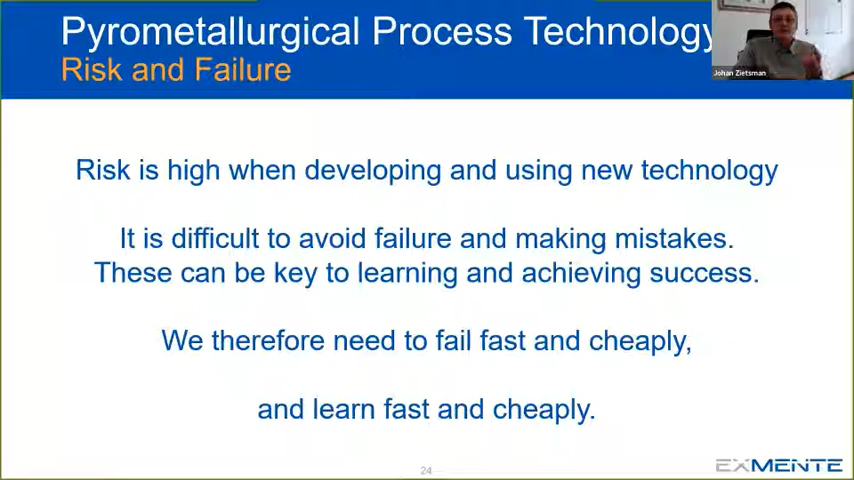 Pyrometallurgical Process Technology
Risk and Failure
Johan Zietsman
Risk is high when developing and using new technology
It is difficult to avoid failure and making mistakes.
These can be key to learning and achieving success.
We therefore need to fail fast and cheaply,
and learn fast and cheaply.
24
EXMENTE